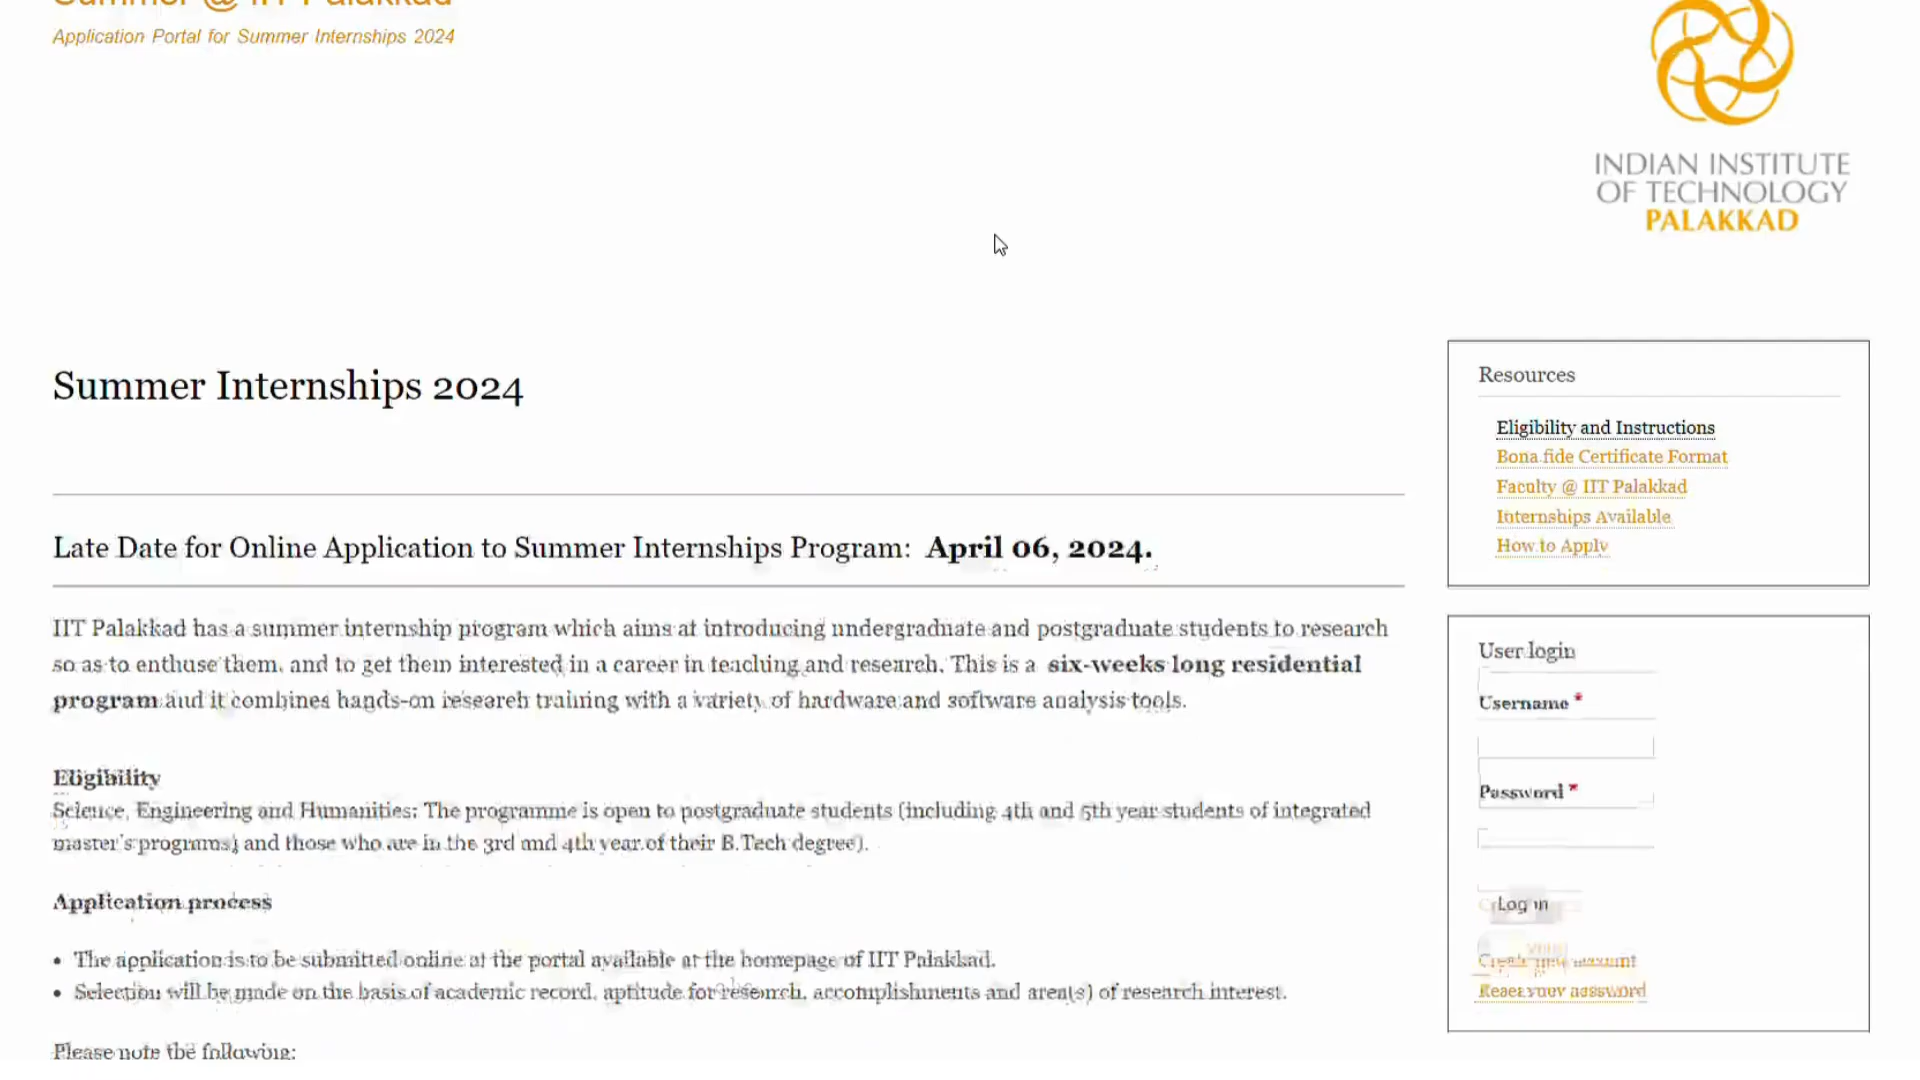 Summer @ IIT Palakkad
Application Portal for Summer Internships 2024
INDIAN INSTITUTE
OF TECHNOLOGY
PALAKKAD
Summer Internships 2024
Late Date for Online Application to Summer Internships Program: April 06, 2024.
IIT Palakkad has a summer internship program which aims at introducing undergraduate and postgraduate students to research
so as to enthuse them, and to get them interested in a career in teaching and research. This is a six-weeks long residential
program and it combines hands-on research training with a variety of hardware and software analysis tools.
Eligibility
Science, Engineering and Humanities: The programme is open to postgraduate students (including 4th and 5th year students of integrated
master's programs) and those who are in the 3rd and 4th year of their B.Tech degree).
Application process
• The application is to be submitted online at the portal available at the homepage of IIT Palakkad.
• Selection will be made on the basis of academic record, aptitude for research, accomplishments and area(s) of research interest.
Please note the following:
Resources
Eligibility and Instructions
Bona fide Certificate Format
Faculty @ IIT Palakkad
Internships Available
How to Apply
User login
Username *
Password *
Log in
Create new account
Reset your password